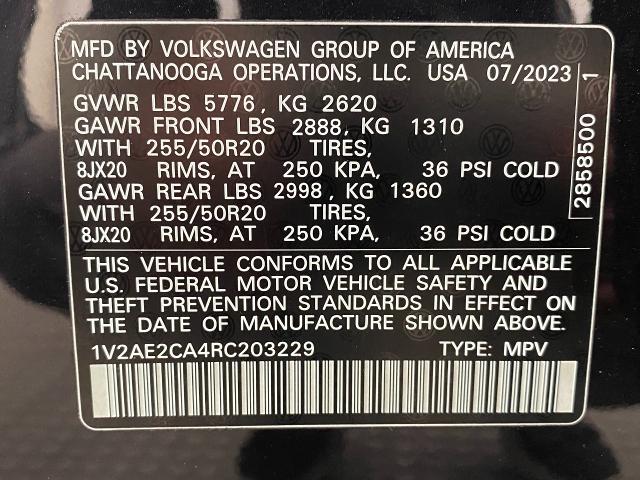 MFD BY VOLKSWAGEN GROUP OF AMERICA
CHATTANOOGA OPERATIONS, LLC. USA 07/2023
GVWR LBS 5776, KG 2620
GAWR FRONT LBS 2888, KG 1310
WITH 255/50R20 TIRES,
8JX20 RIMS, AT 250 KPA, 36 PSI COLD
GAWR REAR LBS 2998, KG 1360
WITH 255/50R20 TIRES,
8JX20 RIMS, AT 250 KPA, 36 PSI COLD
2858500 1
THIS VEHICLE CONFORMS TO ALL APPLICABLE
U.S. FEDERAL MOTOR VEHICLE SAFETY AND
THEFT PREVENTION STANDARDS IN EFFECT ON
THE DATE OF MANUFACTURE SHOWN ABOVE.
1V2AE2CA4RC203229 TYPE: MPV